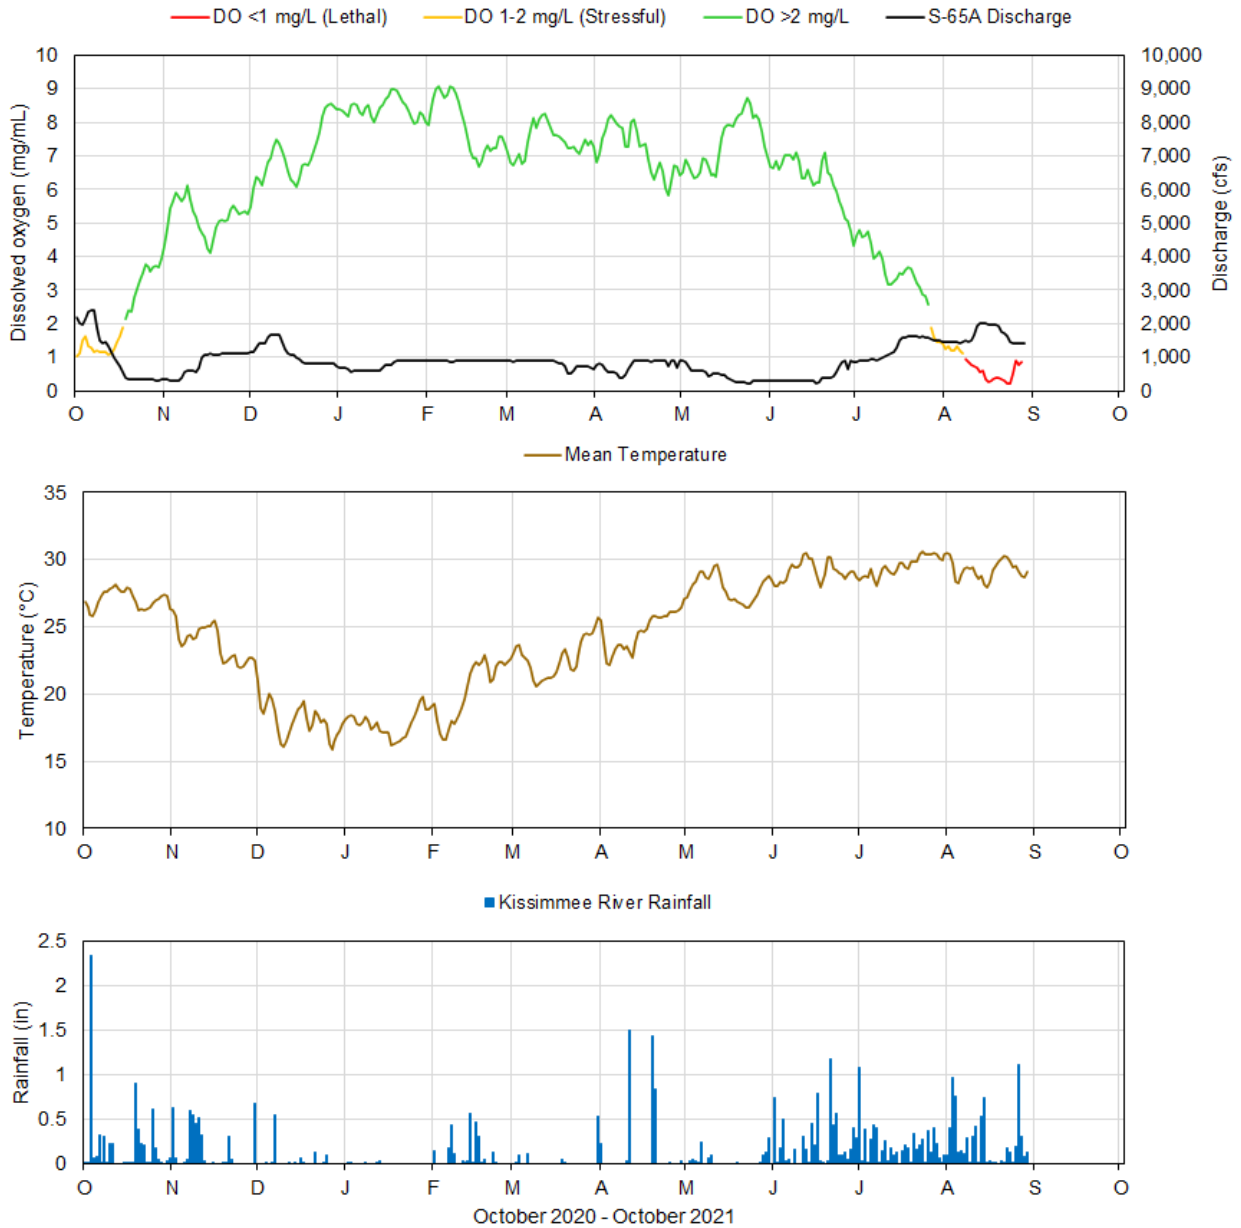 DO <1 mg/L (Lethal) DO 1-2 mg/L (Stressful) DO >2 mg/L S-65A Discharge
10 10,000
9 9,000
8 8,000
7 7,000
6 6,000
5 5,000
4 4,000
3 3,000
2 2,000
1 1,000
0 0
Dissolved oxygen (mg/mL)
Discharge (cfs)
O N D J F M A M J J A S O
Mean Temperature
35
30
25
20
15
10
Temperature (°C)
O N D J F M A M J J A S O
Kissimmee River Rainfall
2.5
2
1.5
1
0.5
0
Rainfall (in)
O N D J F M A M J J A S O
October 2020 - October 2021